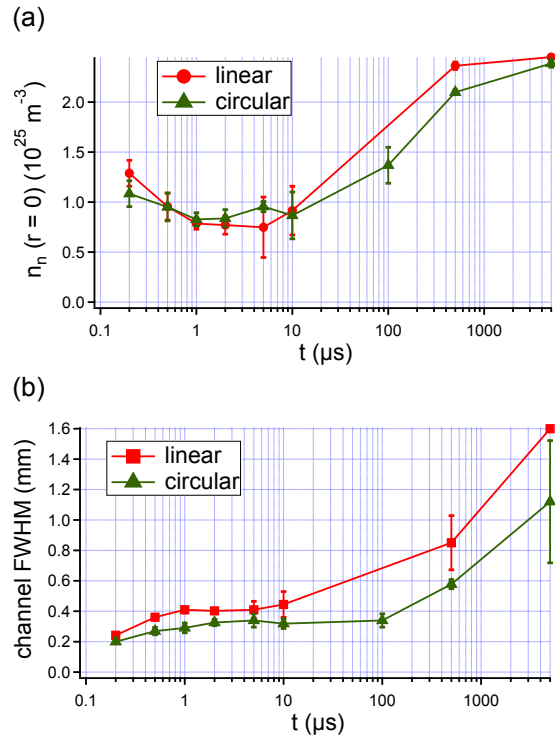 (a)
n_n (r = 0) (10^25 m^-3)
2.0
1.5
1.0
0.5
0.0
linear
circular
0.1
1
10
100
1000
t (µs)
(b)
channel FWHM (mm)
1.6
1.4
1.2
1.0
0.8
0.6
0.4
0.2
0.0
linear
circular
0.1
1
10
100
1000
t (µs)